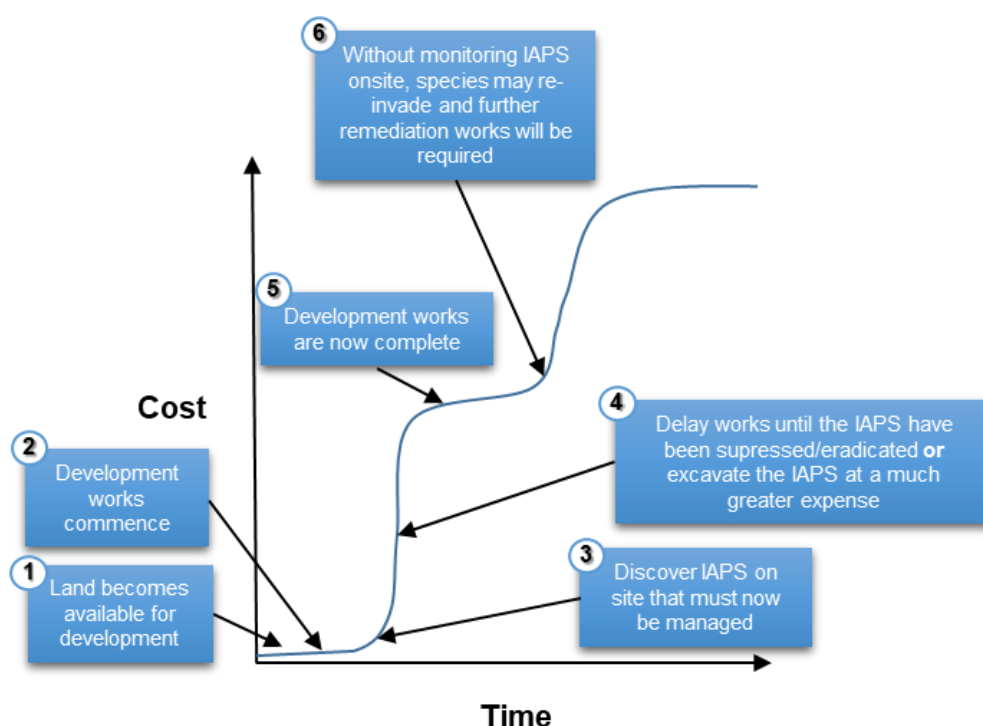 6
Without monitoring IAPS
onsite, species may re-
invade and further
remediation works will be
required
5
Development works
are now complete
Cost
4
Delay works until the IAPS have
been supressed/eradicated or
excavate the IAPS at a much
greater expense
2
Development
works
commence
3
Discover IAPS on
site that must now
be managed
1
Land becomes
available for
development
Time